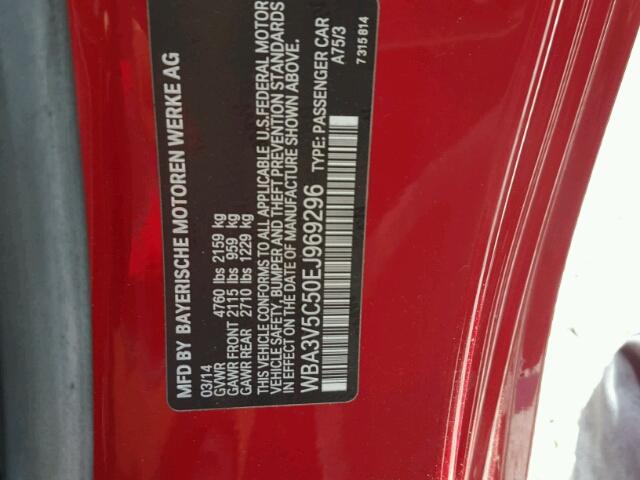 MFD BY BAYERISCHE MOTOREN WERKE AG
03/14
GVWR 4760 lbs 2159 kg
GAWR FRONT 2115 lbs 959 kg
GAWR REAR 2710 lbs 1229 kg
THIS VEHICLE CONFORMS TO ALL APPLICABLE U.S. FEDERAL MOTOR
VEHICLE SAFETY, BUMPER AND THEFT PREVENTION STANDARDS
IN EFFECT ON THE DATE OF MANUFACTURE SHOWN ABOVE.
WBA3V5C50EJ969296 TYPE: PASSENGER CAR
A75/3
7 315 814